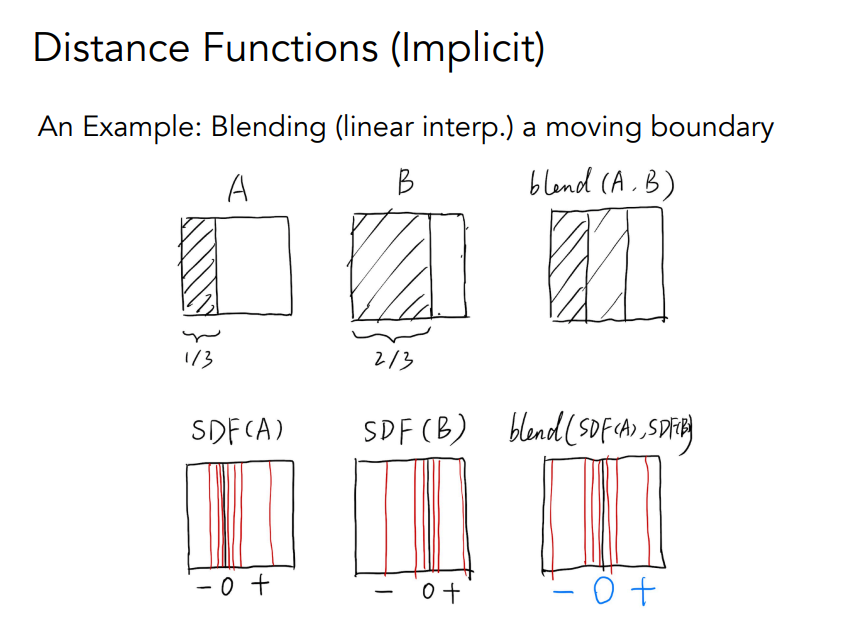 Distance Functions (Implicit)
An Example: Blending (linear interp.) a moving boundary
A
B
blend (A, B)
1/3
2/3
SDF(A)
SDF(B)
blend(SDF(A),SDF(B))
- 0 +
- 0 +
- 0 +